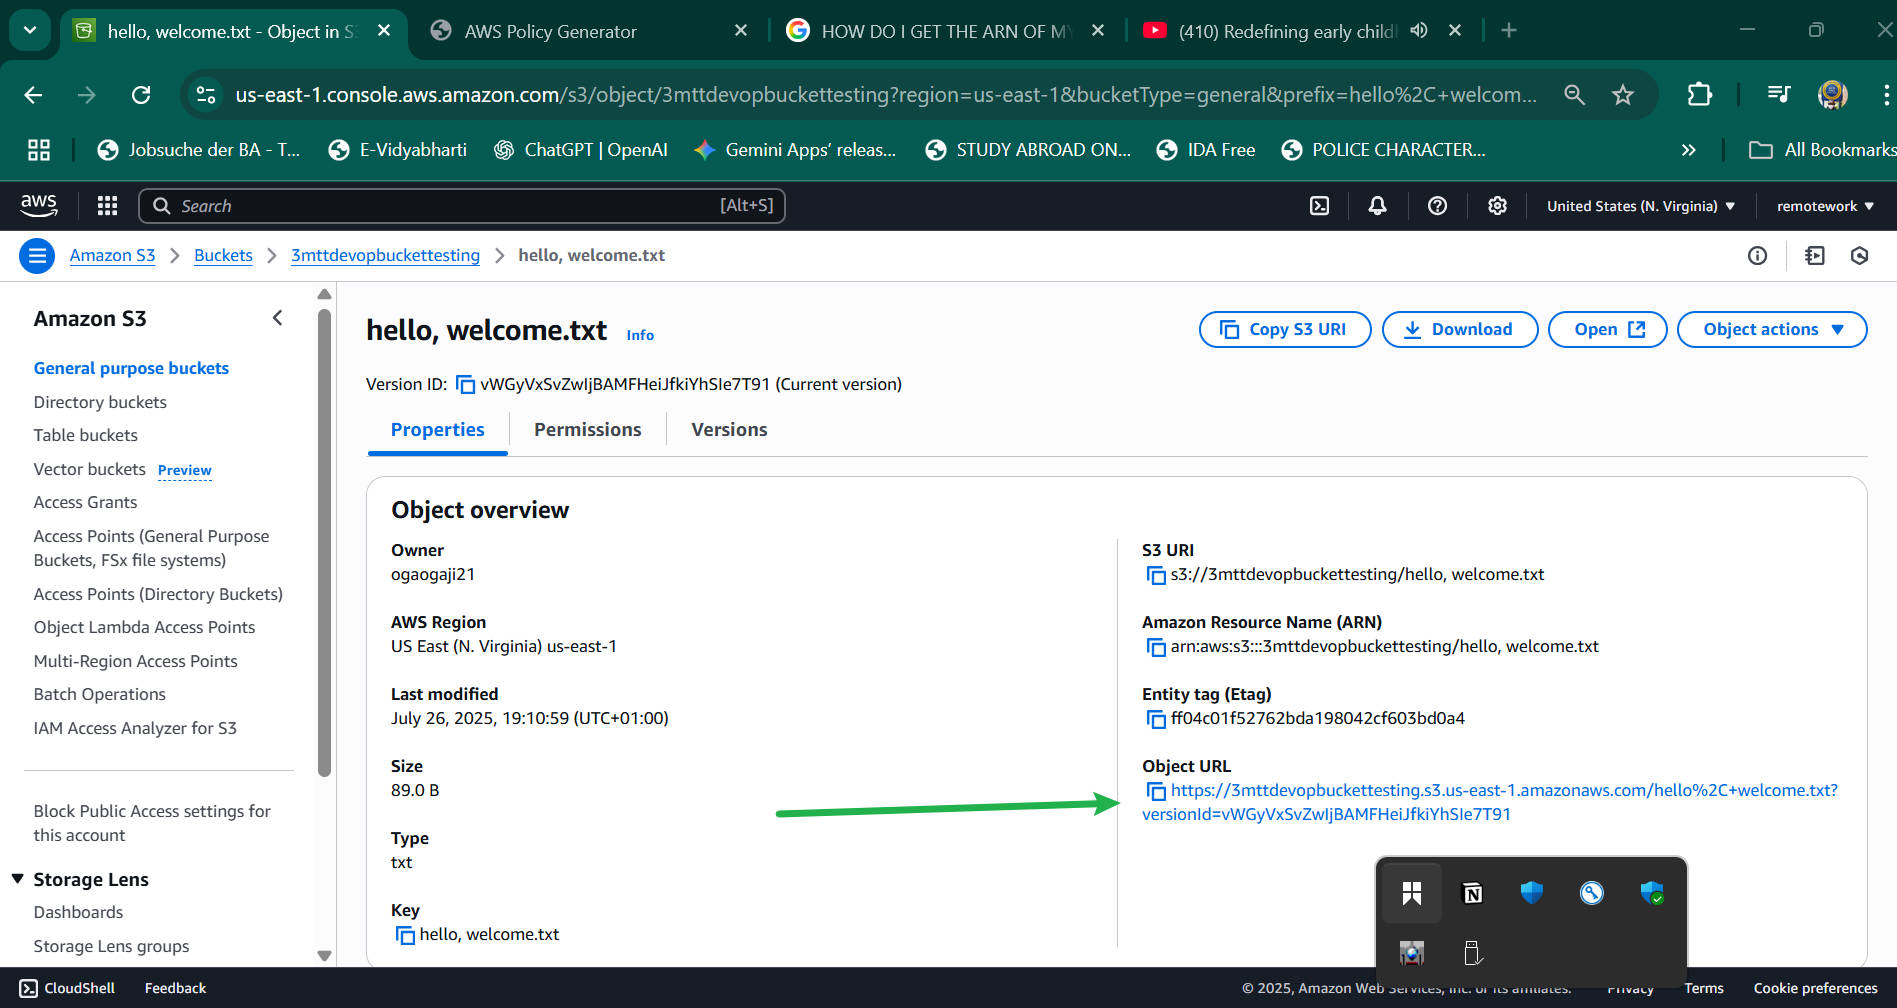 hello, welcome.txt - Object in S3
AWS Policy Generator
HOW DO I GET THE ARN OF MY
(410) Redefining early child
us-east-1.console.aws.amazon.com/s3/object/3mttdevopbuckettesting?region=us-east-1&bucketType=general&prefix=hello%2C+welcom...
Jobsuche der BA - T...
E-Vidyabharti
ChatGPT | OpenAI
Gemini Apps' releas...
STUDY ABROAD ON...
IDA Free
POLICE CHARACTER...
All Bookmarks
aws
Search
[Alt+S]
United States (N. Virginia)
remotework
Amazon S3
Buckets
3mttdevopbuckettesting
hello, welcome.txt
Amazon S3
General purpose buckets
Directory buckets
Table buckets
Vector buckets Preview
Access Grants
Access Points (General Purpose
Buckets, FSx file systems)
Access Points (Directory Buckets)
Object Lambda Access Points
Multi-Region Access Points
Batch Operations
IAM Access Analyzer for S3
Block Public Access settings for
this account
Storage Lens
Dashboards
Storage Lens groups
hello, welcome.txt Info
Copy S3 URI
Download
Open
Object actions
Version ID: vWGyVxSvZwIjBAMFHeiJfkiYhSIe7T91 (Current version)
Properties
Permissions
Versions
Object overview
Owner
ogaogaji21
AWS Region
US East (N. Virginia) us-east-1
Last modified
July 26, 2025, 19:10:59 (UTC+01:00)
Size
89.0 B
Type
txt
Key
hello, welcome.txt
S3 URI
s3://3mttdevopbuckettesting/hello, welcome.txt
Amazon Resource Name (ARN)
arn:aws:s3:::3mttdevopbuckettesting/hello, welcome.txt
Entity tag (Etag)
ff04c01f52762bda198042cf603bd0a4
Object URL
https://3mttdevopbuckettesting.s3.us-east-1.amazonaws.com/hello%2C+welcome.txt?
versionId=vWGyVxSvZwIjBAMFHeiJfkiYhSIe7T91
CloudShell
Feedback
© 2025, Amazon Web Services, Inc. or its affiliates.
Privacy
Terms
Cookie preferences